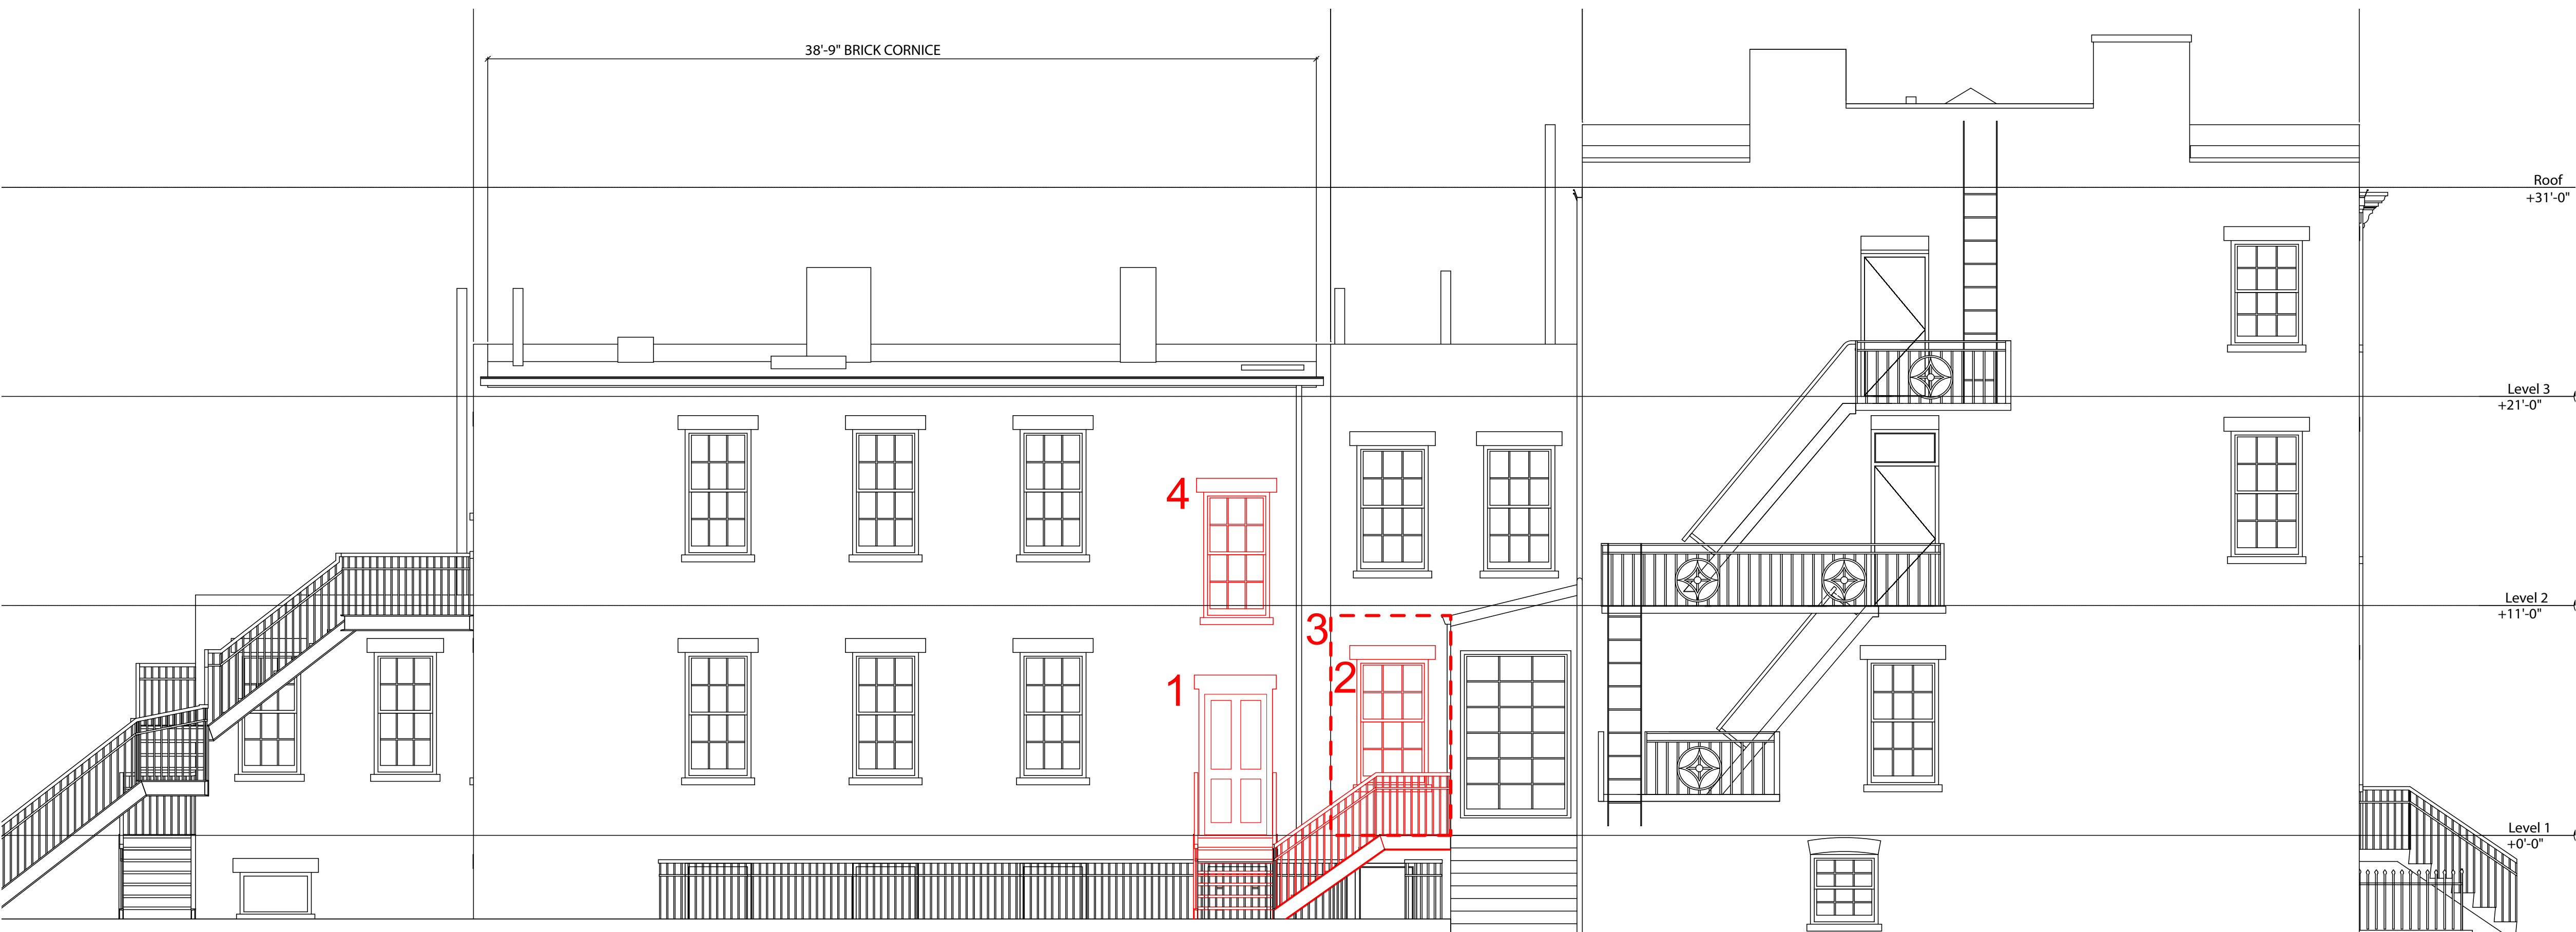 38'-9" BRICK CORNICE
Roof
+31'-0"
Level 3
+21'-0"
4
Level 2
+11'-0"
3
2
1
Level 1
+0'-0"